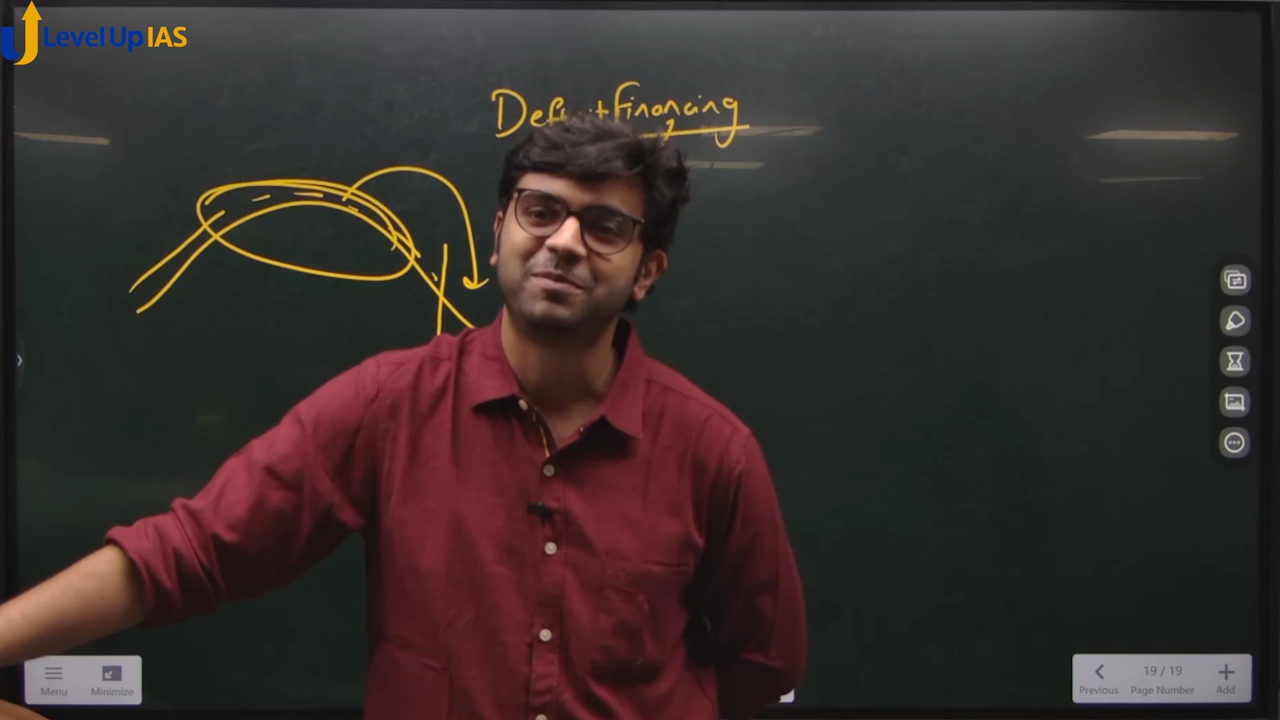 Level Up IAS
Deficit Financing
Menu
Minimize
Previous
19 / 19
Page Number
Add